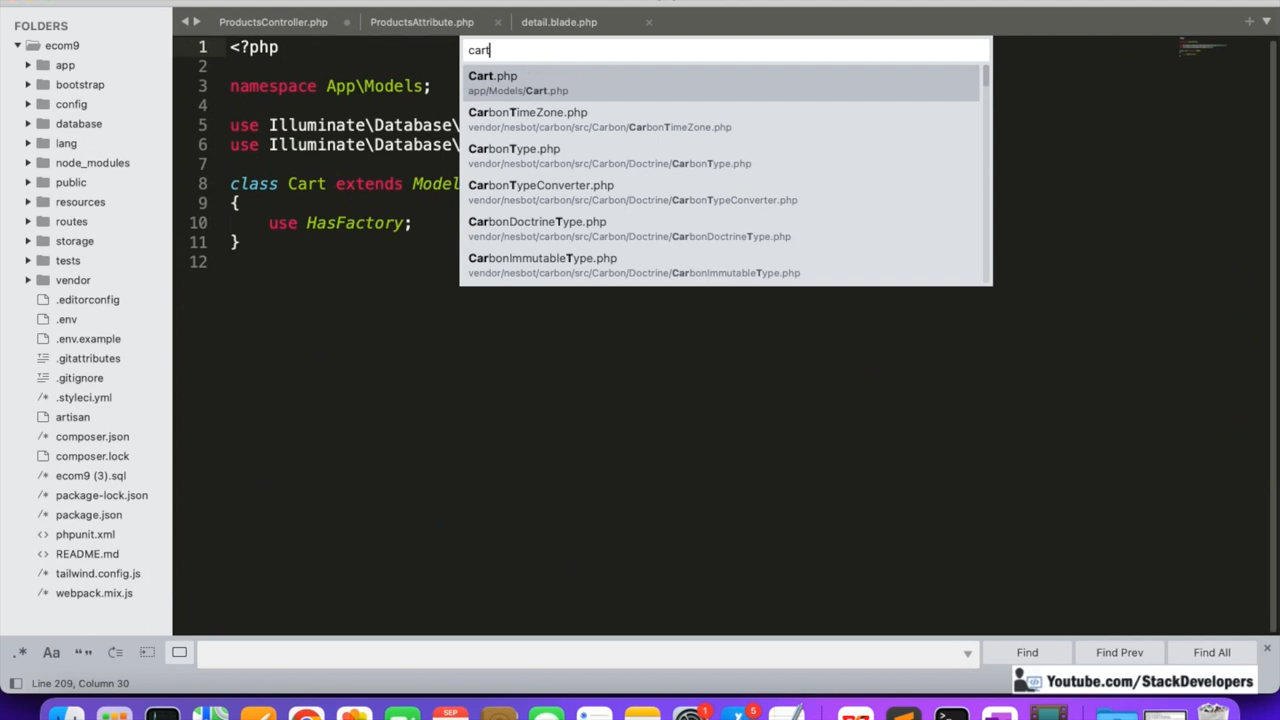 FOLDERS
ecom9
app
bootstrap
config
database
lang
node_modules
public
resources
routes
storage
tests
vendor
.editorconfig
.env
.env.example
.gitattributes
.gitignore
.styleci.yml
artisan
composer.json
composer.lock
ecom9 (3).sql
package-lock.json
package.json
phpunit.xml
README.md
tailwind.config.js
webpack.mix.js
ProductsController.php
ProductsAttribute.php
detail.blade.php
1 <?php
2
3 namespace App\Models;
4
5 use Illuminate\Database\
6 use Illuminate\Database\
7
8 class Cart extends Model
9 {
10 use HasFactory;
11 }
12
cart
Cart.php
app/Models/Cart.php
CarbonTimeZone.php
vendor/nesbot/carbon/src/Carbon/CarbonTimeZone.php
CarbonType.php
vendor/nesbot/carbon/src/Carbon/Doctrine/CarbonType.php
CarbonTypeConverter.php
vendor/nesbot/carbon/src/Carbon/Doctrine/CarbonTypeConverter.php
CarbonDoctrineType.php
vendor/nesbot/carbon/src/Carbon/Doctrine/CarbonDoctrineType.php
CarbonImmutableType.php
vendor/nesbot/carbon/src/Carbon/Doctrine/CarbonImmutableType.php
.* Aa “”
Find
Find Prev
Find All
Line 209, Column 30
Youtube.com/StackDevelopers
SEP
1
5